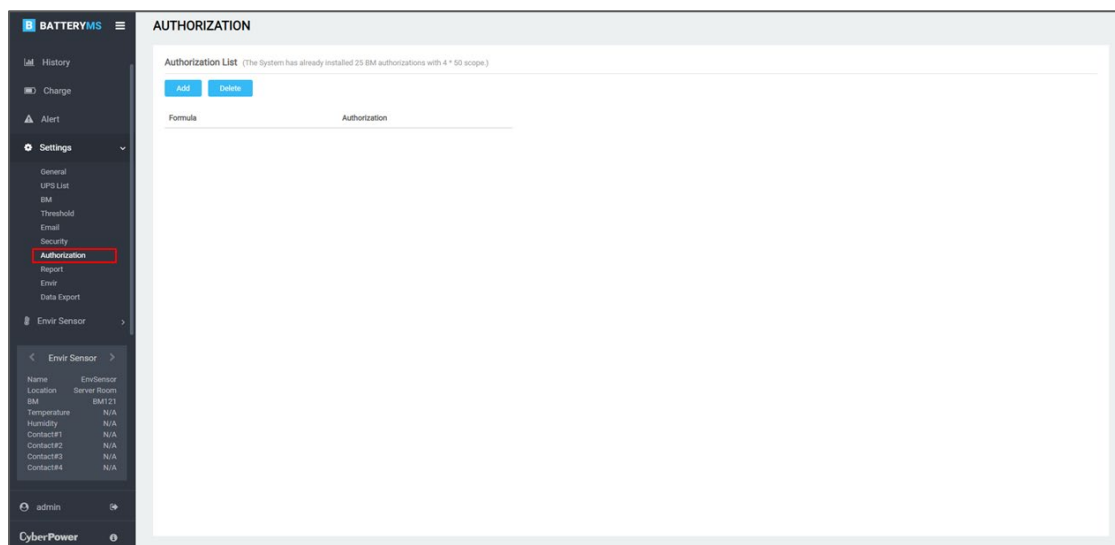 BATTERYMS
AUTHORIZATION
History
Charge
Alert
Settings
General
UPS List
BM
Threshold
Email
Security
Authorization
Report
Envir
Data Export
Envir Sensor
Envir Sensor
Name EnvSensor
Location Server Room
BM BM121
Temperature N/A
Humidity N/A
Contact#1 N/A
Contact#2 N/A
Contact#3 N/A
Contact#4 N/A
admin
CyberPower
Authorization List (The System has already installed 25 BM authorizations with 4 * 50 scope.)
Add Delete
Formula Authorization